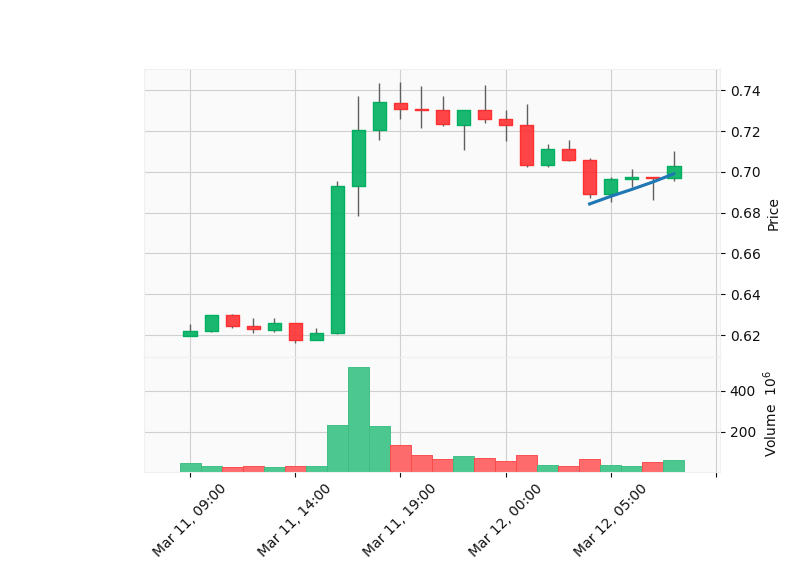 0.74
0.72
0.70
0.68
0.66
0.64
0.62
Price
400
200
Volume 10⁶
Mar 11, 09:00
Mar 11, 14:00
Mar 11, 19:00
Mar 12, 00:00
Mar 12, 05:00